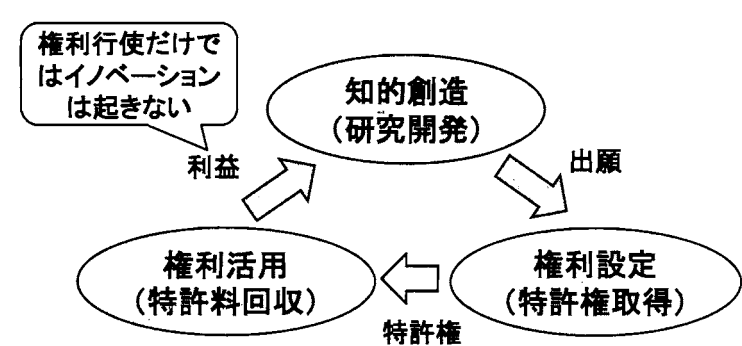 権利行使だけで
はイノベーション
は起きない
知的創造
（研究開発）
利益
出願
権利活用
（特許料回収）
権利設定
（特許権取得）
特許権